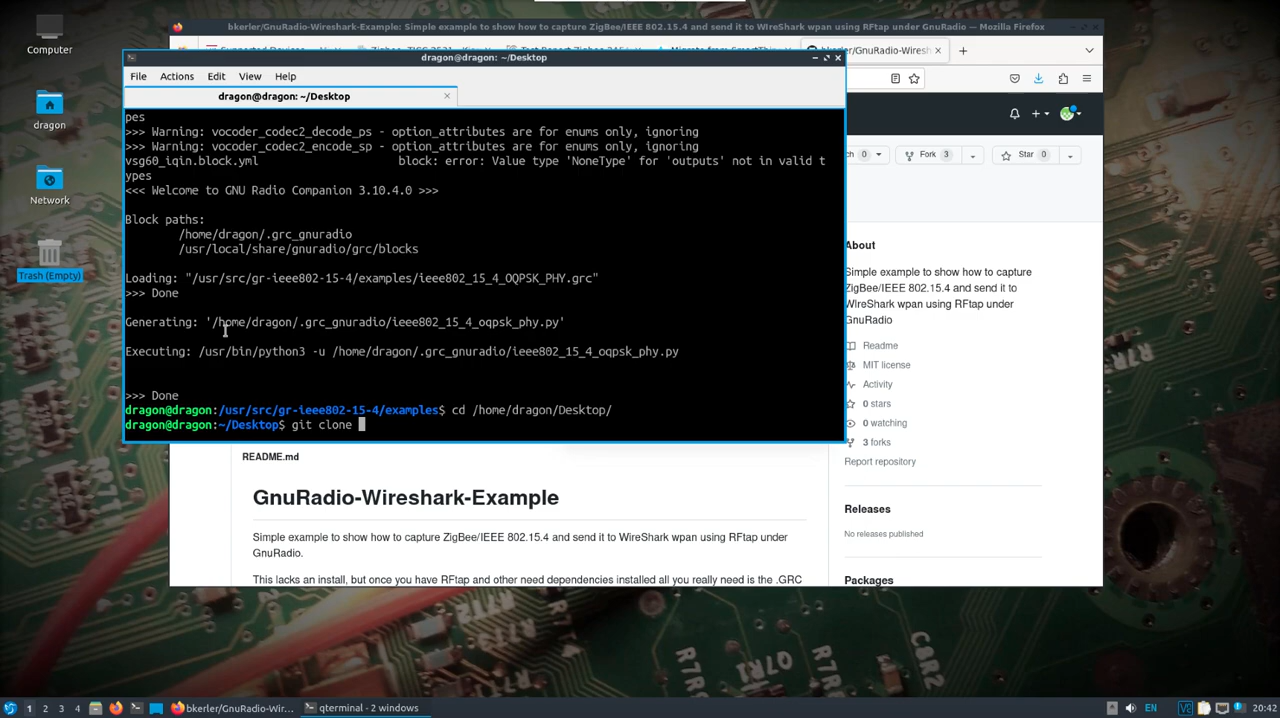 Computer
dragon
Network
Trash (Empty)
bkerler/GnuRadio-Wireshark-Example: Simple example to show how to capture ZigBee/IEEE 802.15.4 and send it to WIreShark wpan using RFtap under GnuRadio — Mozilla Firefox
dragon@dragon: ~/Desktop
File Actions Edit View Help
dragon@dragon: ~/Desktop
pes
>>> Warning: vocoder_codec2_decode_ps - option_attributes are for enums only, ignoring
>>> Warning: vocoder_codec2_encode_sp - option_attributes are for enums only, ignoring
vsg60_iqin.block.yml block: error: Value type 'NoneType' for 'outputs' not in valid t
ypes
<<< Welcome to GNU Radio Companion 3.10.4.0 >>>
Block paths:
/home/dragon/.grc_gnuradio
/usr/local/share/gnuradio/grc/blocks
Loading: "/usr/src/gr-ieee802-15-4/examples/ieee802_15_4_OQPSK_PHY.grc"
>>> Done
Generating: '/home/dragon/.grc_gnuradio/ieee802_15_4_oqpsk_phy.py'
Executing: /usr/bin/python3 -u /home/dragon/.grc_gnuradio/ieee802_15_4_oqpsk_phy.py
>>> Done
dragon@dragon:/usr/src/gr-ieee802-15-4/examples$ cd /home/dragon/Desktop/
dragon@dragon:~/Desktop$ git clone
Fork 3
Star 0
About
Simple example to show how to capture
ZigBee/IEEE 802.15.4 and send it to
WIreShark wpan using RFtap under
GnuRadio
Readme
MIT license
Activity
0 stars
0 watching
3 forks
Report repository
Releases
No releases published
Packages
README.md
GnuRadio-Wireshark-Example
Simple example to show how to capture ZigBee/IEEE 802.15.4 and send it to WIreShark wpan using RFtap under
GnuRadio.
This lacks an install, but once you have RFtap and other need dependencies installed all you really need is the .GRC
1 2 3 4
bkerler/GnuRadio-Wir...
qterminal - 2 windows
EN
20:42